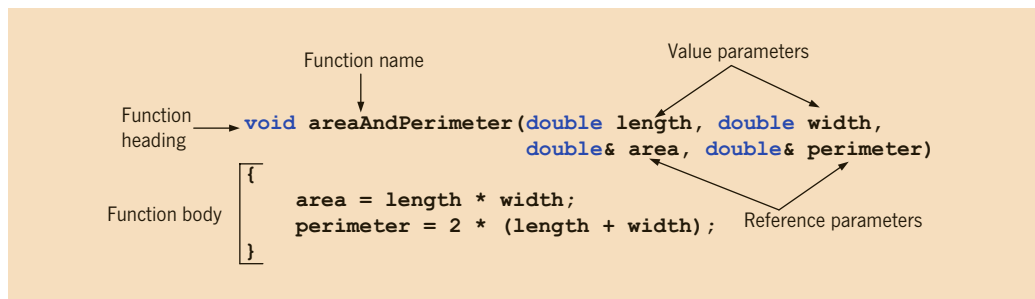 Value parameters
Function name
Function
heading
void areaAndPerimeter(double length, double width,
double& area, double& perimeter)
{
Function body
area = length * width;
perimeter = 2 * (length + width);
Reference parameters
}